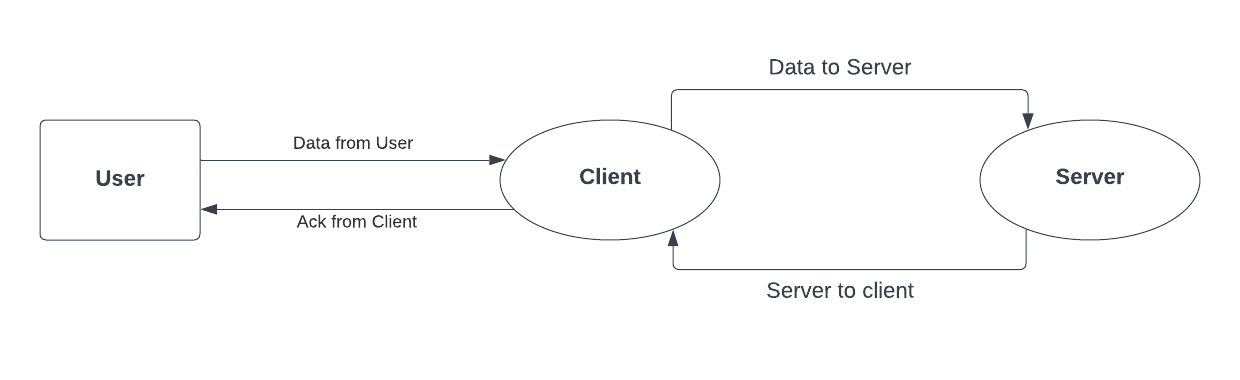 Data to Server
Data from User
User
Client
Server
Ack from Client
Server to client